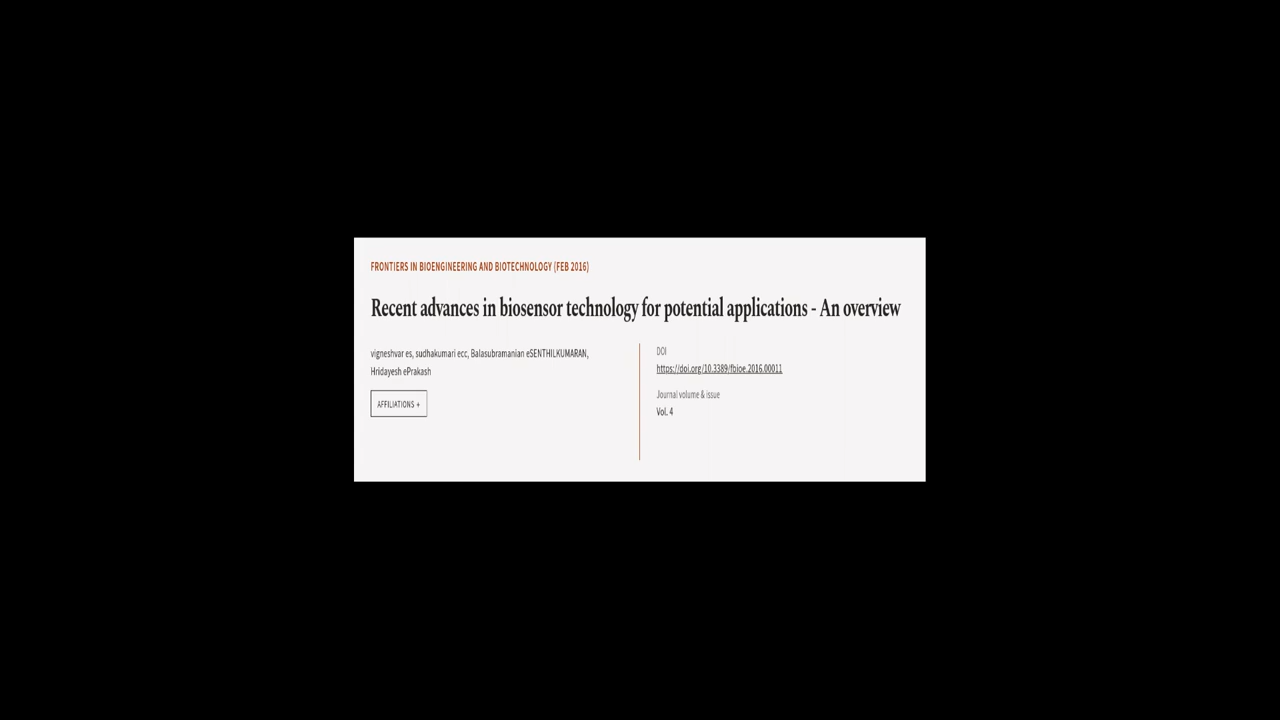 FRONTIERS IN BIOENGINEERING AND BIOTECHNOLOGY (FEB 2016)
Recent advances in biosensor technology for potential applications - An overview
vigneshvar es, sudhakumari ecc, Balasubramanian eSENTHILKUMARAN,
Hridayesh ePrakash
AFFILIATIONS +
DOI
https://doi.org/10.3389/fbioe.2016.00011
Journal volume & issue
Vol. 4